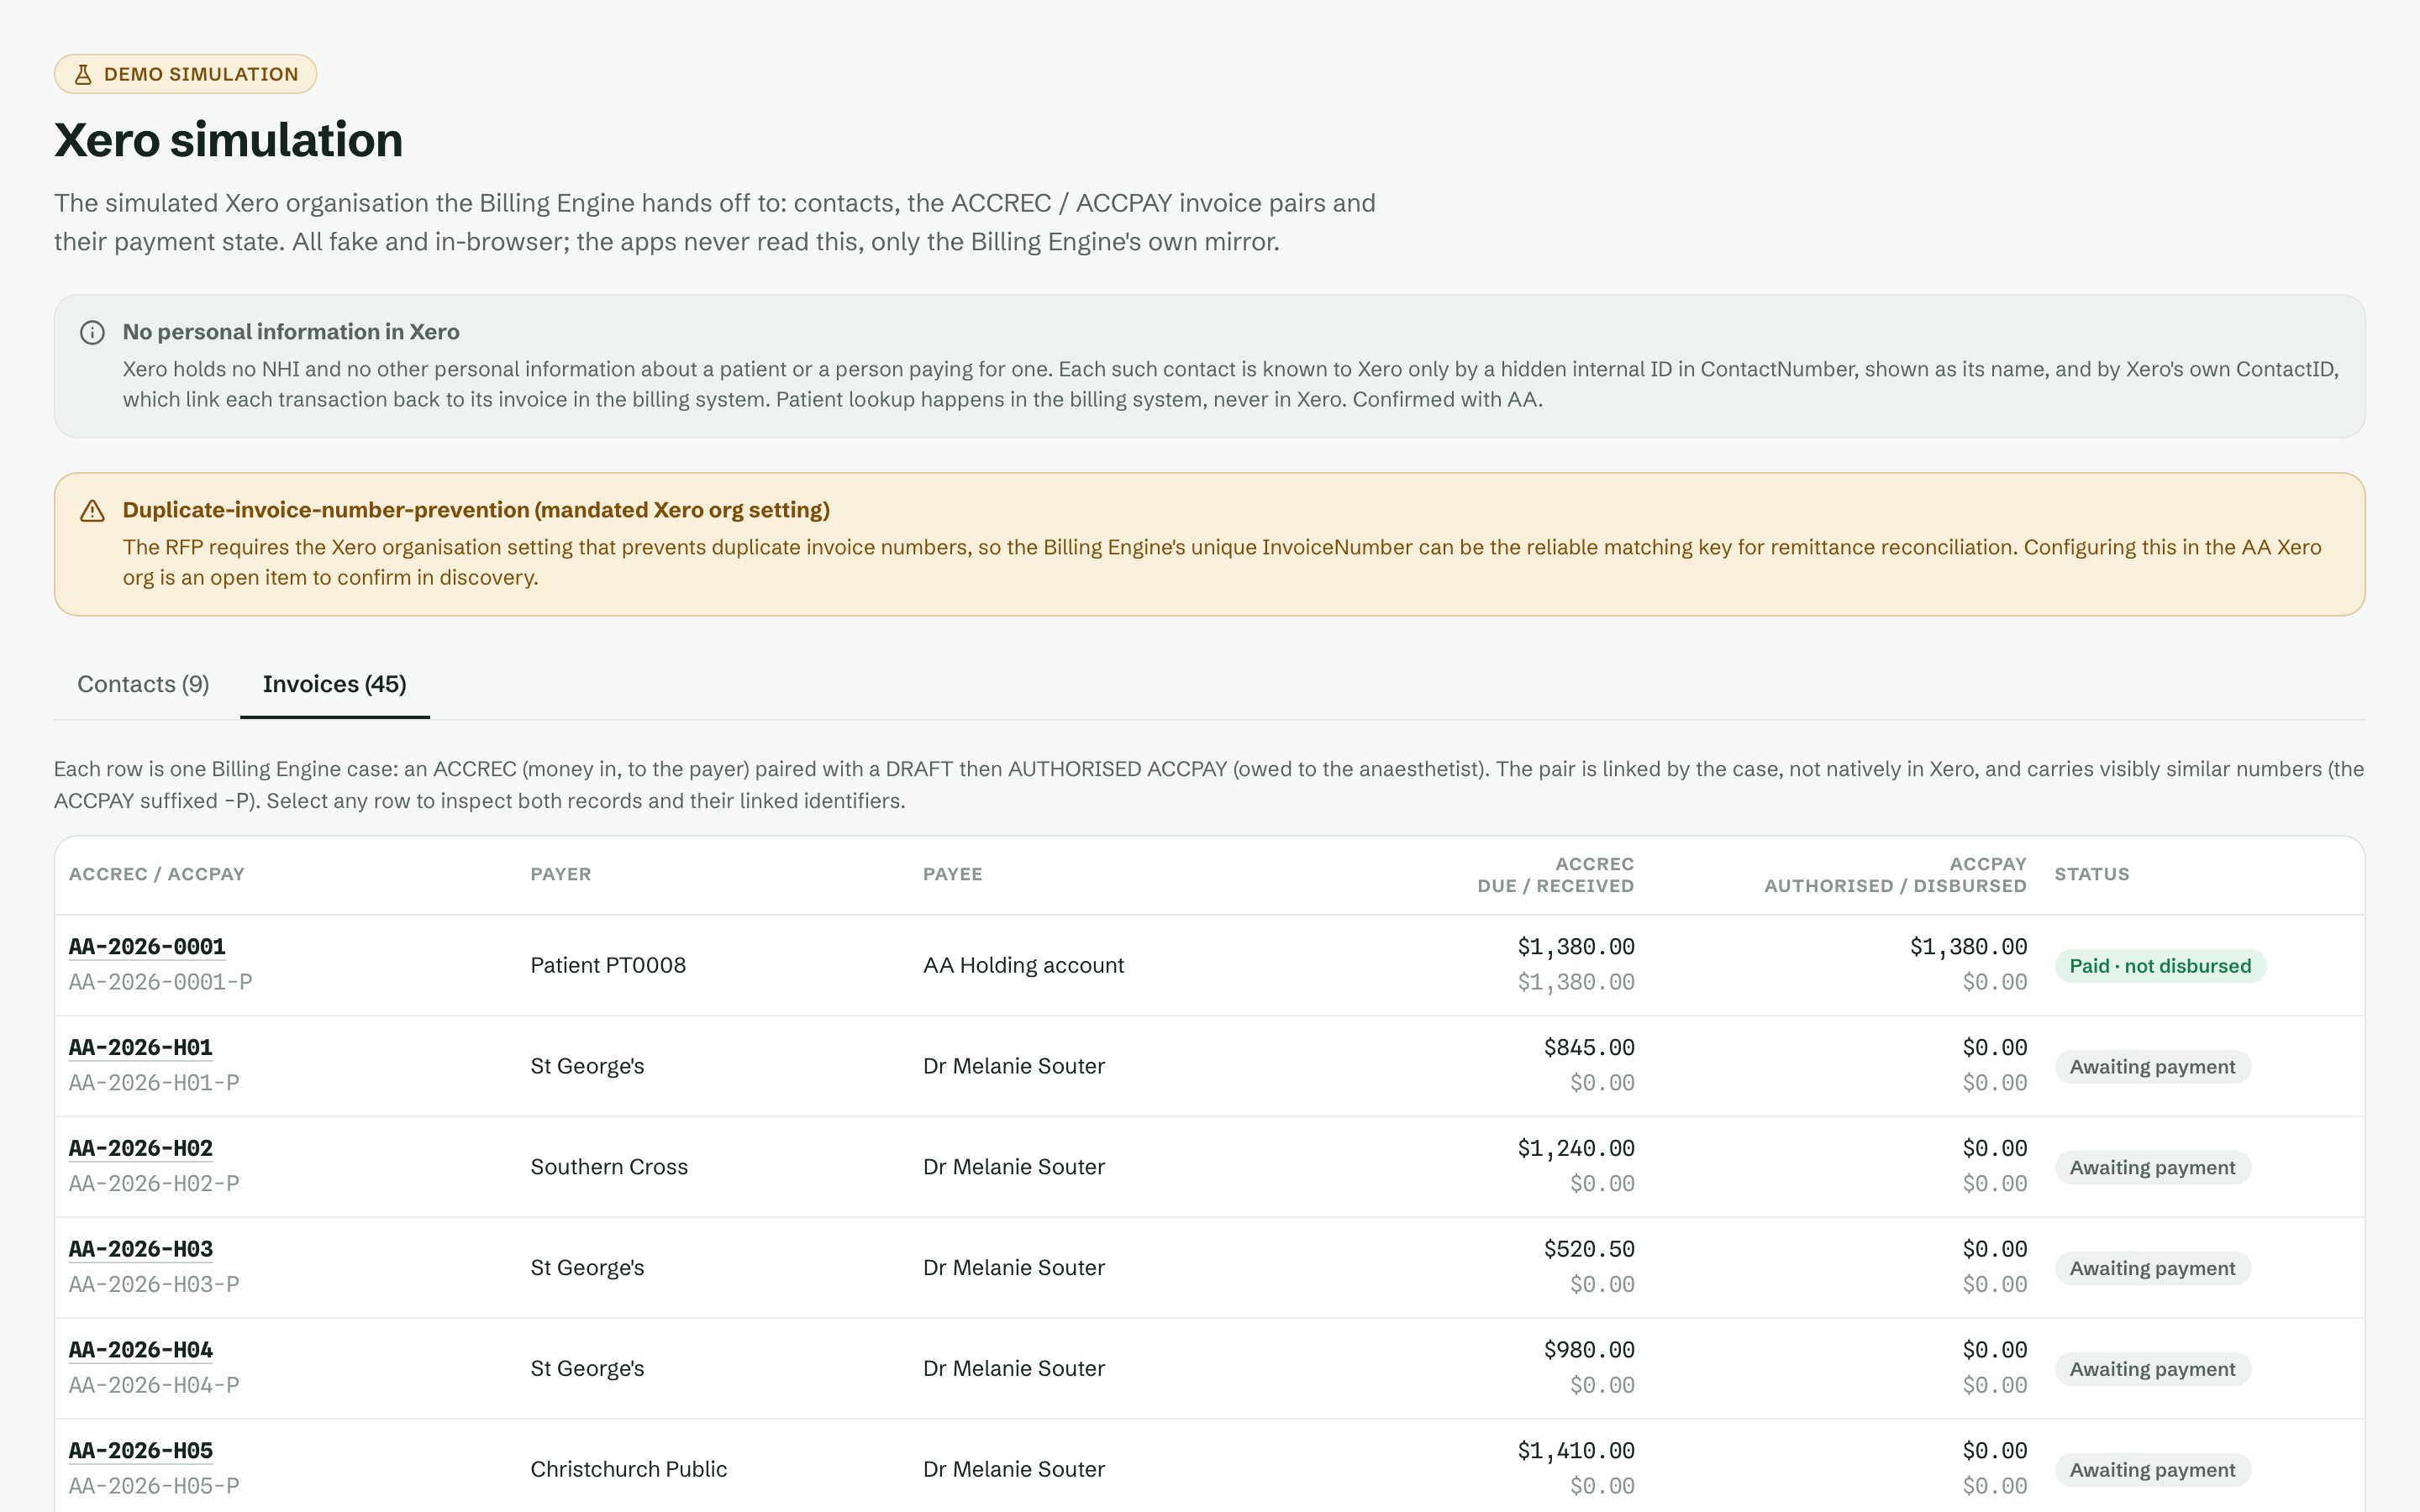 DEMO SIMULATION
Xero simulation
The simulated Xero organisation the Billing Engine hands off to: contacts, the ACCREC / ACCPAY invoice pairs and
their payment state. All fake and in-browser; the apps never read this, only the Billing Engine's own mirror.
No personal information in Xero
Xero holds no NHI and no other personal information about a patient or a person paying for one. Each such contact is known to Xero only by a hidden internal ID in ContactNumber, shown as its name, and by Xero's own ContactID,
which link each transaction back to its invoice in the billing system. Patient lookup happens in the billing system, never in Xero. Confirmed with AA.
Duplicate-invoice-number-prevention (mandated Xero org setting)
The RFP requires the Xero organisation setting that prevents duplicate invoice numbers, so the Billing Engine's unique InvoiceNumber can be the reliable matching key for remittance reconciliation. Configuring this in the AA Xero
org is an open item to confirm in discovery.
Contacts (9) Invoices (45)
Each row is one Billing Engine case: an ACCREC (money in, to the payer) paired with a DRAFT then AUTHORISED ACCPAY (owed to the anaesthetist). The pair is linked by the case, not natively in Xero, and carries visibly similar numbers (the
ACCPAY suffixed -P). Select any row to inspect both records and their linked identifiers.
ACCREC / ACCPAY PAYER PAYEE ACCREC DUE / RECEIVED ACCPAY AUTHORISED / DISBURSED STATUS
AA-2026-0001 Patient PT0008 AA Holding account $1,380.00 $1,380.00 Paid · not disbursed
AA-2026-0001-P $1,380.00 $0.00
AA-2026-H01 St George's Dr Melanie Souter $845.00 $0.00 Awaiting payment
AA-2026-H01-P $0.00 $0.00
AA-2026-H02 Southern Cross Dr Melanie Souter $1,240.00 $0.00 Awaiting payment
AA-2026-H02-P $0.00 $0.00
AA-2026-H03 St George's Dr Melanie Souter $520.50 $0.00 Awaiting payment
AA-2026-H03-P $0.00 $0.00
AA-2026-H04 St George's Dr Melanie Souter $980.00 $0.00 Awaiting payment
AA-2026-H04-P $0.00 $0.00
AA-2026-H05 Christchurch Public Dr Melanie Souter $1,410.00 $0.00 Awaiting payment
AA-2026-H05-P $0.00 $0.00